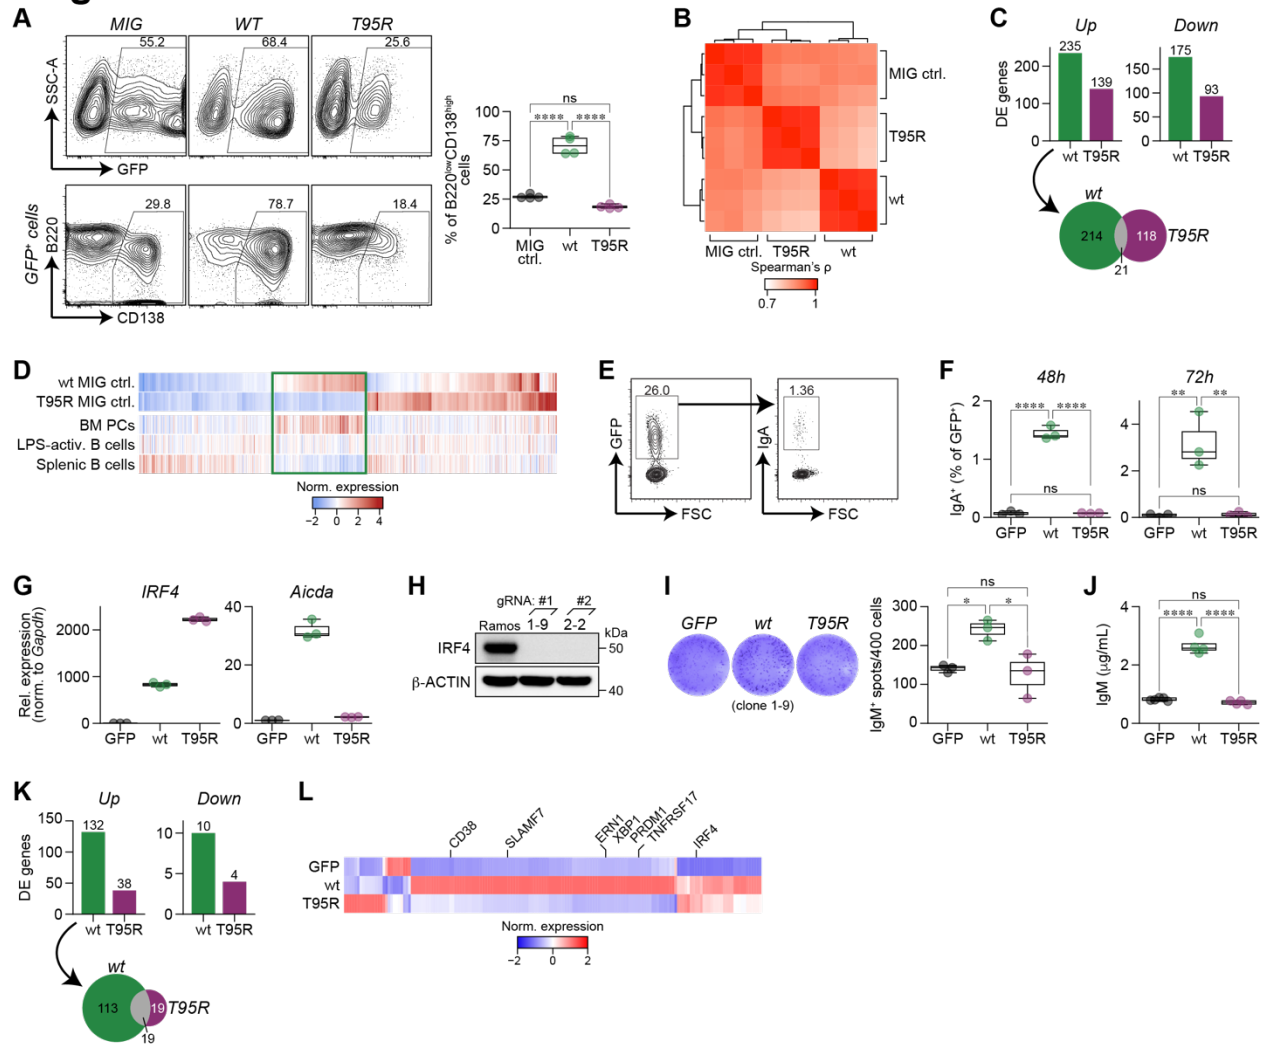 A
MIG
WT
T95R
55.2
68.4
25.6
SSC-A
GFP
GFP⁺ cells
29.8
78.7
18.4
B220
CD138
% of B220ˡᵒʷCD138ʰⁱᵍʰ
cells
100
75
50
25
0
ns
**** ****
MIG
ctrl.
wt
T95R
B
MIG ctrl.
T95R
wt
MIG ctrl. T95R wt
Spearman's ρ
0.7 1
C
Up
Down
DE genes
235
139
200
100
0
wt T95R
175
93
150
100
50
0
wt T95R
wt
214
118
T95R
21
D
wt MIG ctrl.
T95R MIG ctrl.
BM PCs
LPS-activ. B cells
Splenic B cells
Norm. expression
−2 0 2 4
E
26.0
1.36
GFP
IgA
FSC
FSC
F
48h
72h
IgA⁺ (% of GFP⁺)
2
1
0
**** ****
ns
GFP wt T95R
4
2
0
** **
ns
GFP wt T95R
G
IRF4
Aicda
Rel. expression
(norm. to Gapdh)
2000
1000
0
GFP wt T95R
40
20
0
GFP wt T95R
H
gRNA: #1 #2
Ramos 1-9 2-2
kDa
IRF4
50
β-ACTIN
40
I
GFP
wt
T95R
(clone 1-9)
IgM⁺ spots/400 cells
300
200
100
0
ns
* *
GFP wt T95R
J
IgM (µg/mL)
4
2
0
ns
**** ****
GFP wt T95R
K
Up
Down
DE genes
150
100
50
0
132
38
wt T95R
10
5
0
10
4
wt T95R
wt
113
19
T95R
19
L
CD38
SLAMF7
ERN1
XBP1
PRDM1
TNFRSF17
IRF4
GFP
wt
T95R
Norm. expression
−2 0 2